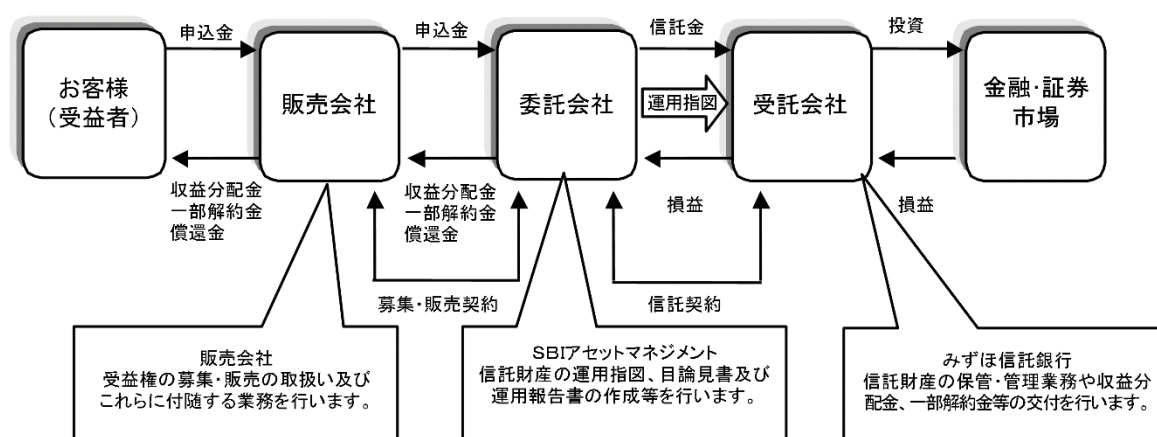 申込金
申込金
信託金
投資
お客様
(受益者)
販売会社
委託会社
運用指図
受託会社
金融・証券
市場
収益分配金
一部解約金
償還金
収益分配金
一部解約金
償還金
損益
損益
募集・販売契約
信託契約
販売会社
受益権の募集・販売の取扱い及び
これらに付随する業務を行います。
SBIアセットマネジメント
信託財産の運用指図、目論見書及び
運用報告書の作成等を行います。
みずほ信託銀行
信託財産の保管・管理業務や収益分
配金、一部解約金等の交付を行います。